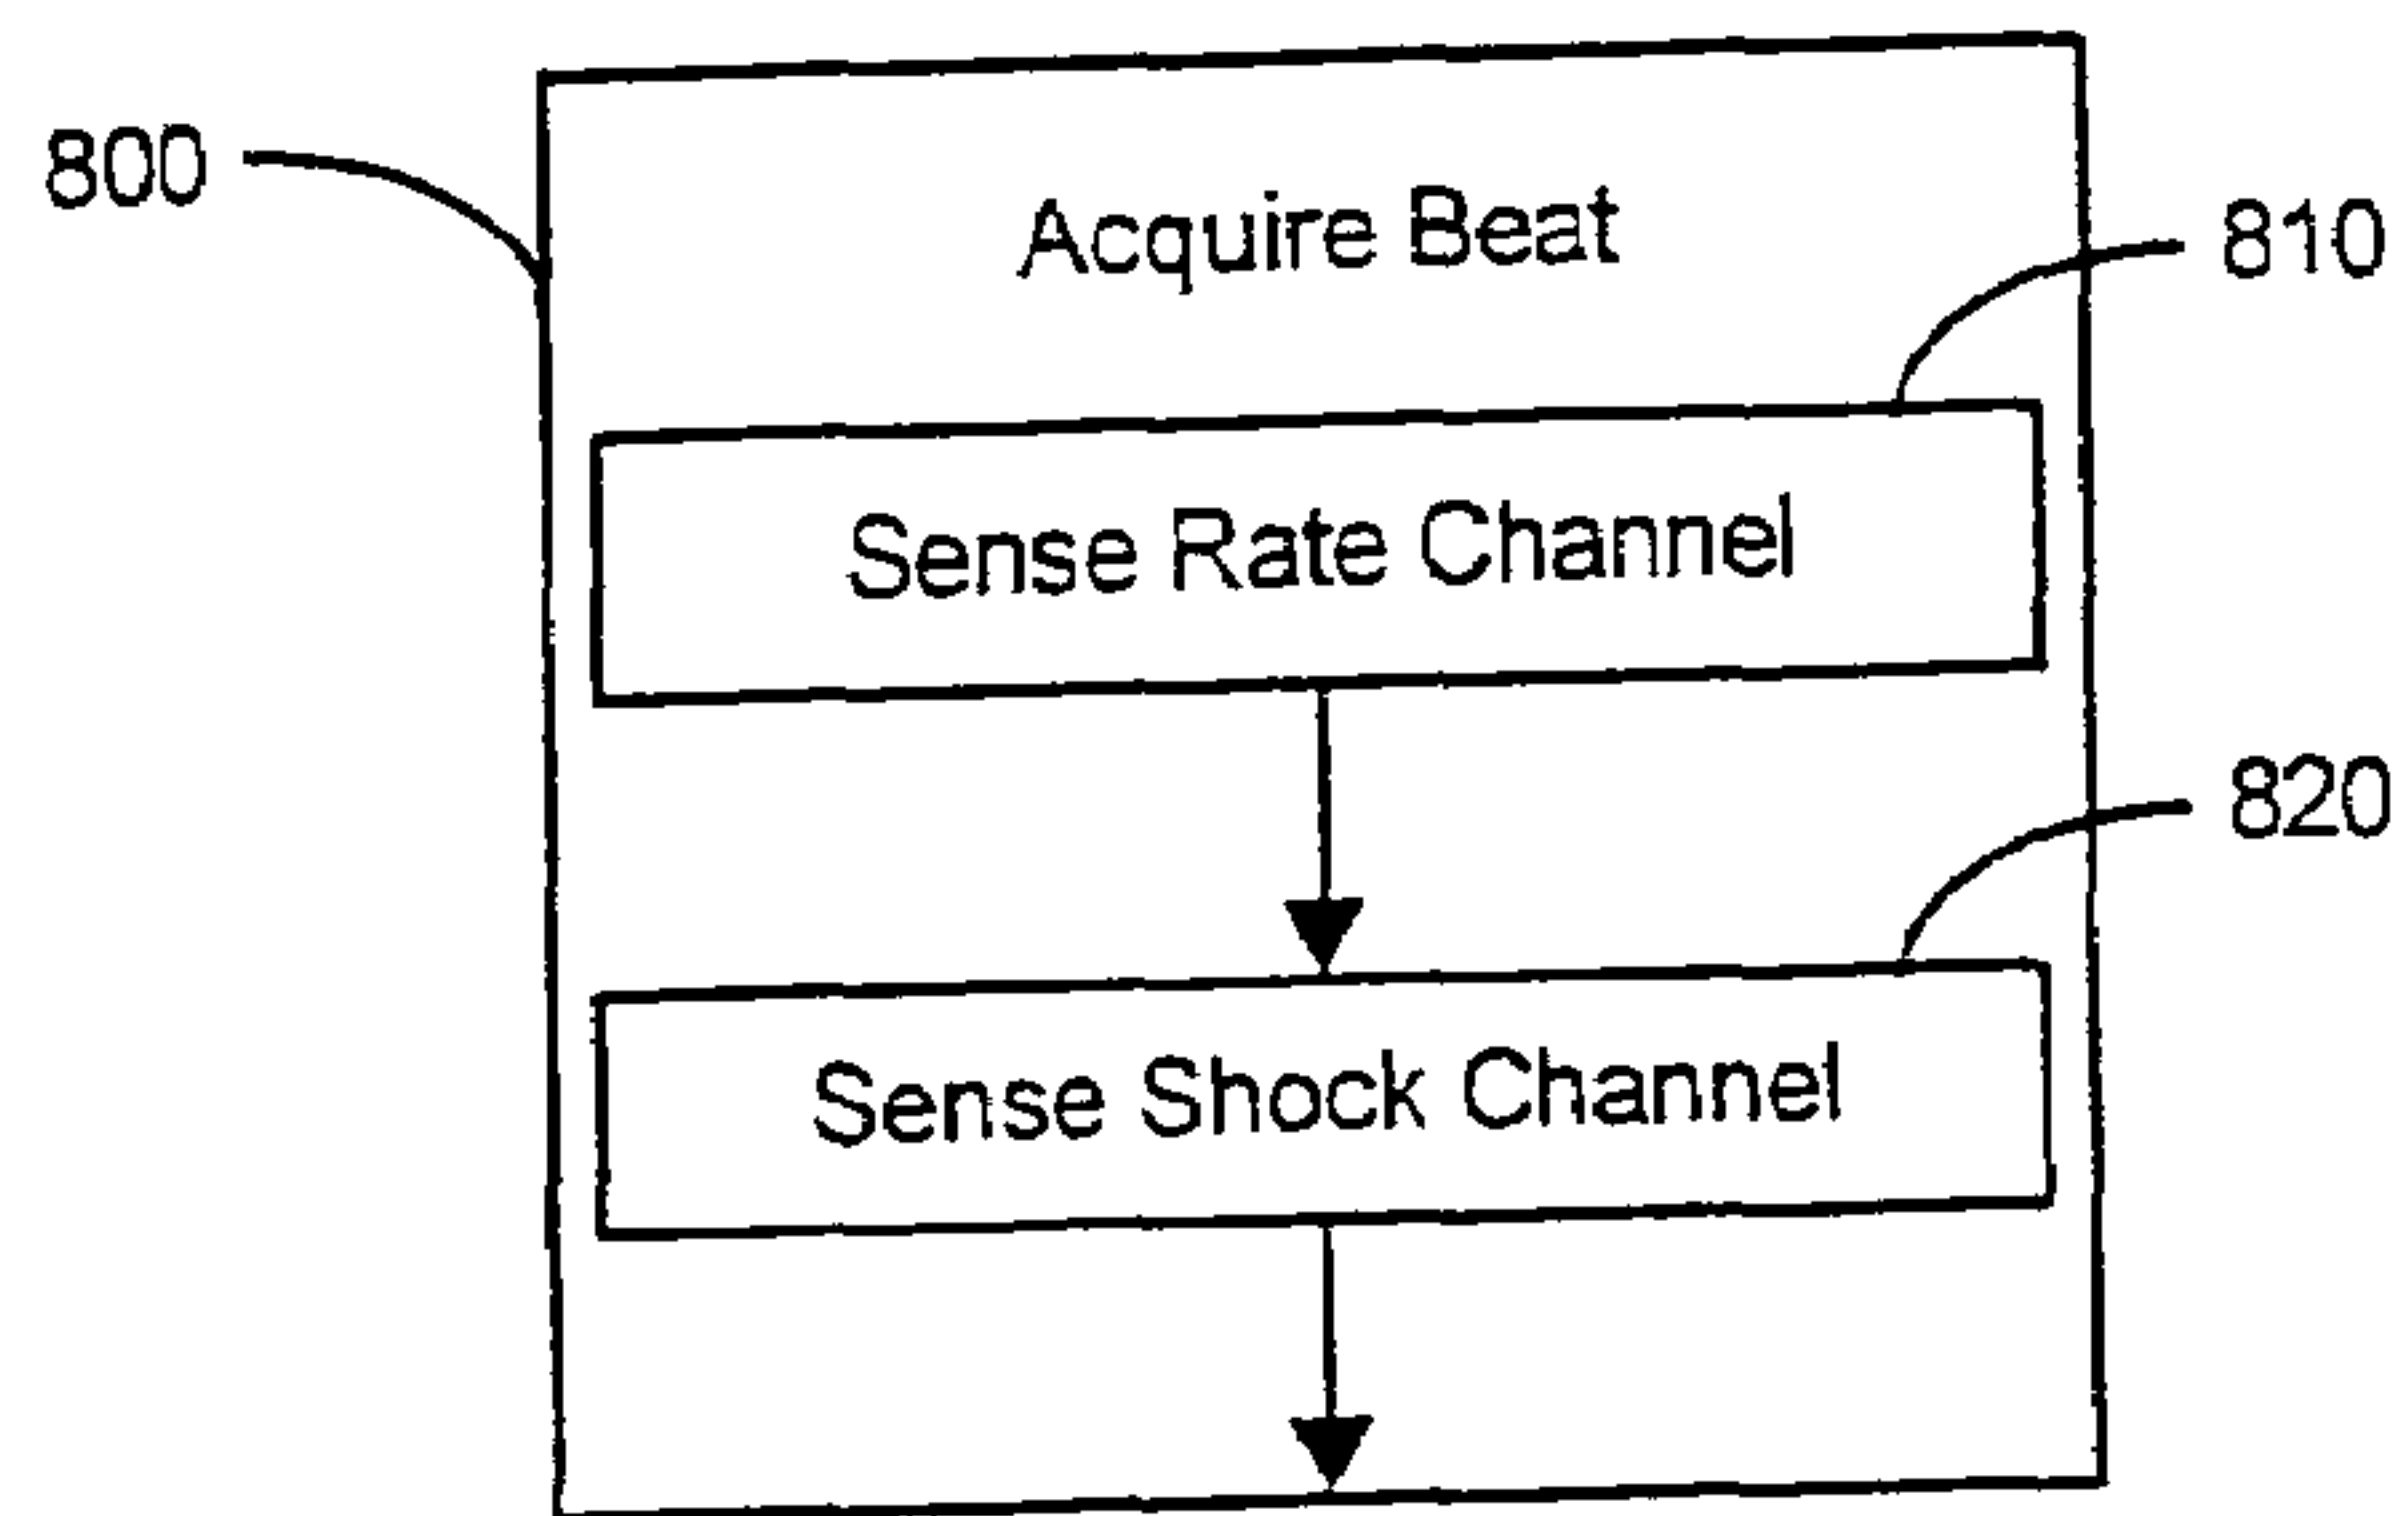 800
Acquire Beat
810
Sense Rate Channel
820
Sense Shock Channel